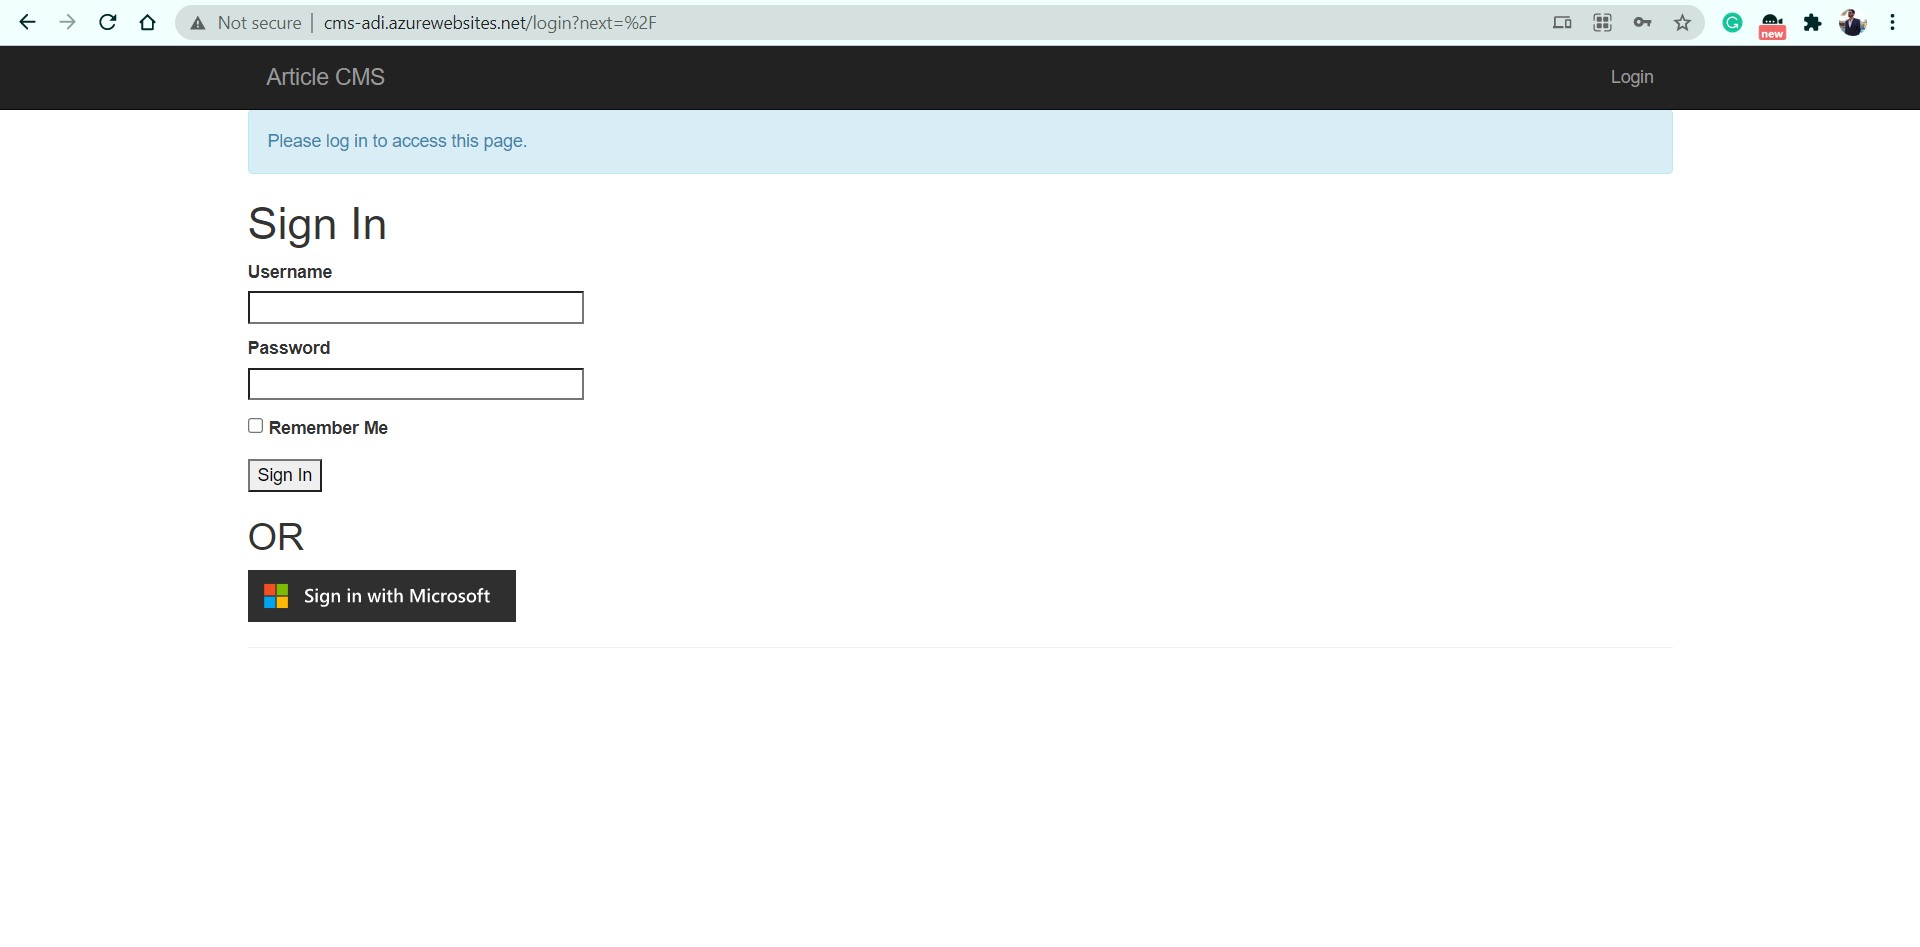 Not secure | cms-adi.azurewebsites.net/login?next=%2F
new
Article CMS
Login
Please log in to access this page.
Sign In
Username
Password
Remember Me
Sign In
OR
Sign in with Microsoft